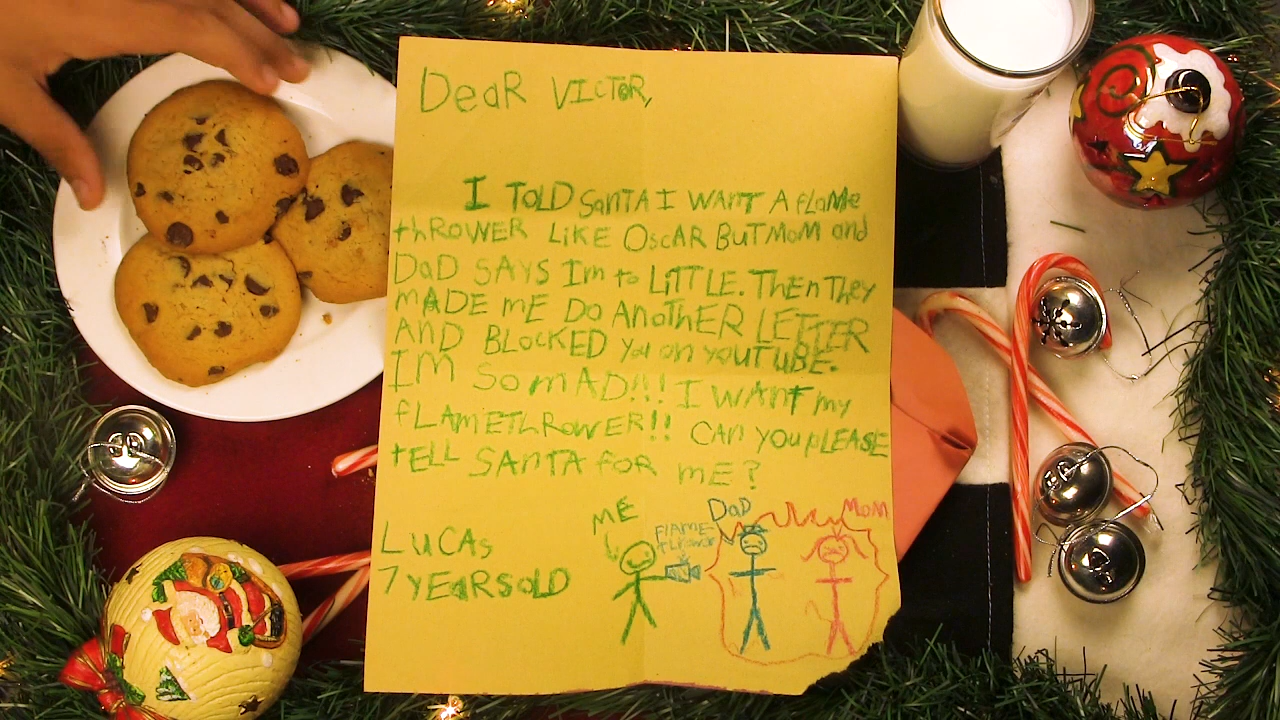 DeaR VICTOR,
I TOLD SanTA I WANT A fLAMe
thROWER LIKE OscAR BUT MOM and
DaD SAYS Im to LITTLE. THEn THey
MADE mE DO AnoTHER LETTER
AND BLOCKED You on youTUBE.
IM SO mAD!!! I WANT my
fLAMETHROWER!! CAn you pLEASE
tELL SANTA FOR mE?
LUCAs
7 YEARS OLD
ME
FLAME-
tHROWER
DaD
MoM